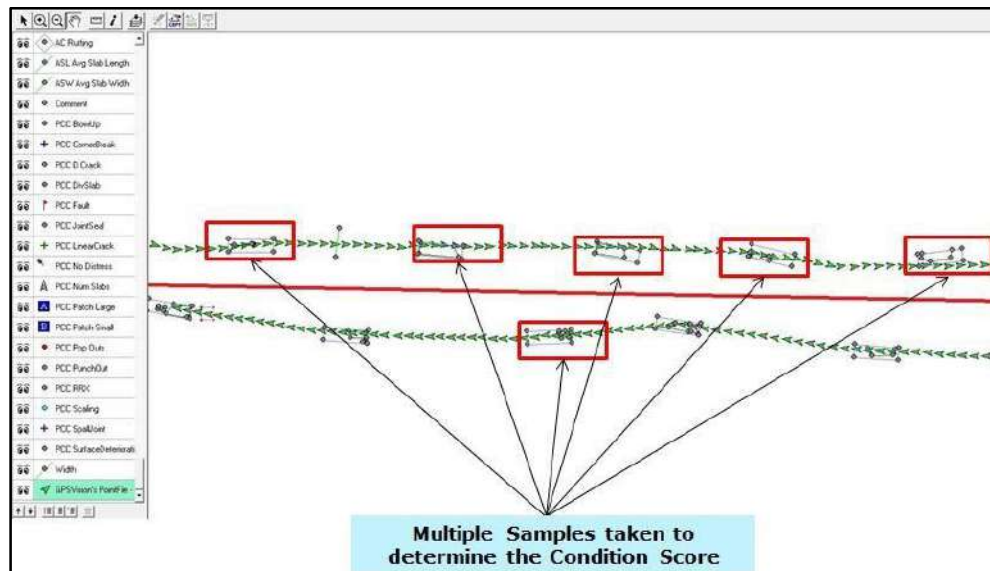 AC Rutting
ASL Avg Slab Length
ASW Avg Slab Width
Comment
PCC BowUp
PCC CornerBreak
PCC D Crack
PCC DivSlab
PCC Fault
PCC JointSeal
PCC LinearCrack
PCC No Distress
PCC Num Slabs
PCC Patch Large
PCC Patch Small
PCC Pop Outs
PCC PunchOut
PCC RRX
PCC Scaling
PCC SpallJoint
PCC SurfaceDeteriorati
Width
GPSVision's PointFile -
Multiple Samples taken to
determine the Condition Score